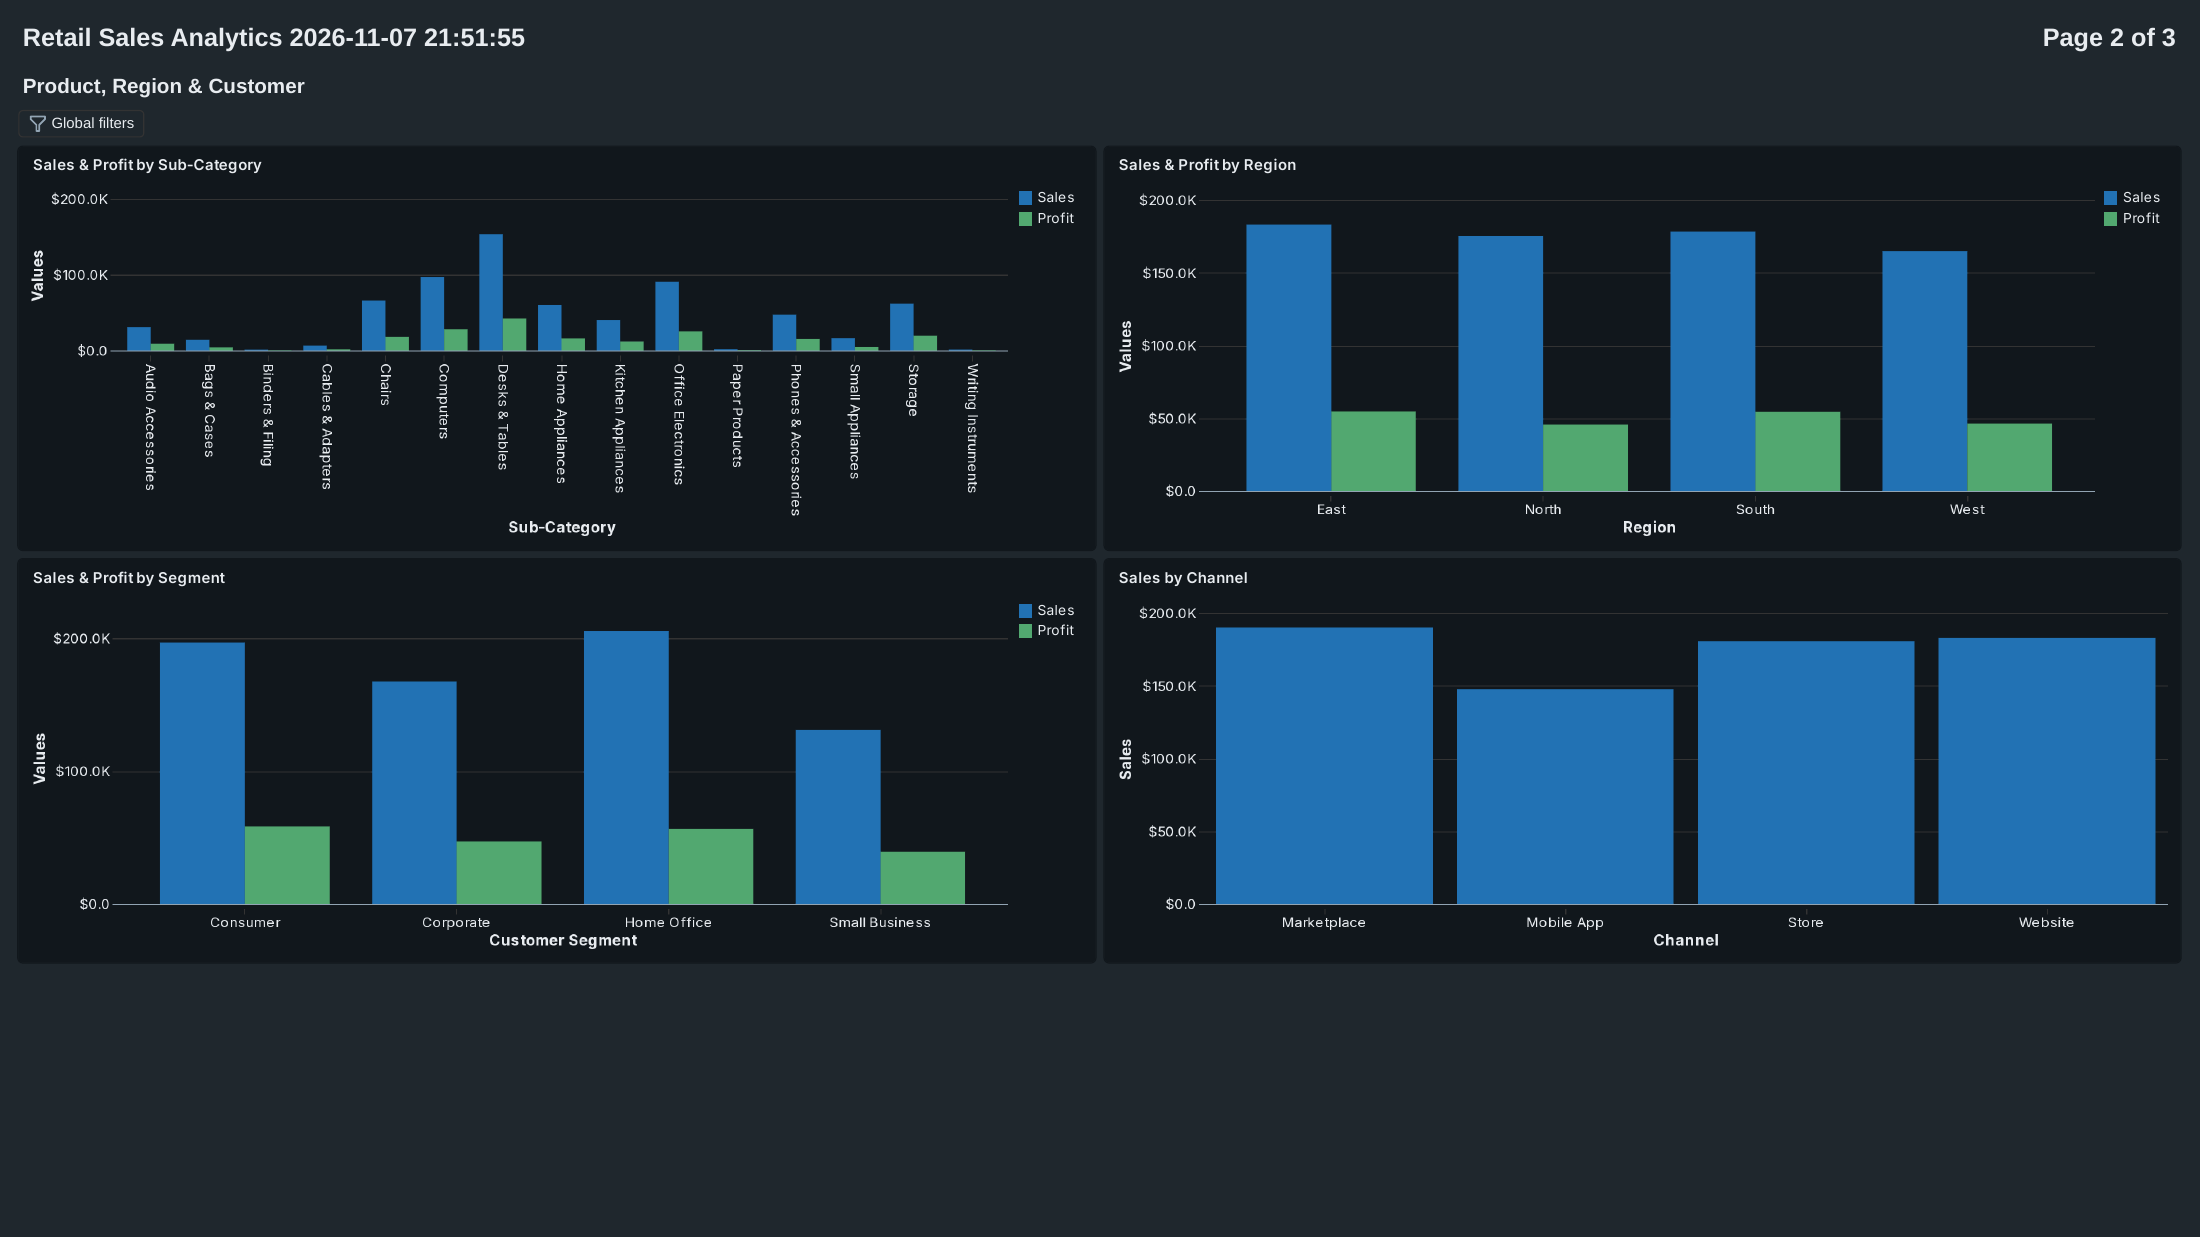 Retail Sales Analytics 2026-11-07 21:51:55
Page 2 of 3
Product, Region & Customer
Global filters
Sales & Profit by Sub-Category
Sales
Profit
Values
$200.0K
$100.0K
$0.0
Audio Accessories
Bags & Cases
Binders & Filing
Cables & Adapters
Chairs
Computers
Desks & Tables
Home Appliances
Kitchen Appliances
Office Electronics
Paper Products
Phones & Accessories
Small Appliances
Storage
Writing Instruments
Sub-Category
Sales & Profit by Region
Sales
Profit
Values
$200.0K
$150.0K
$100.0K
$50.0K
$0.0
East
North
South
West
Region
Sales & Profit by Segment
Sales
Profit
Values
$200.0K
$100.0K
$0.0
Consumer
Corporate
Home Office
Small Business
Customer Segment
Sales by Channel
Sales
$200.0K
$150.0K
$100.0K
$50.0K
$0.0
Marketplace
Mobile App
Store
Website
Channel